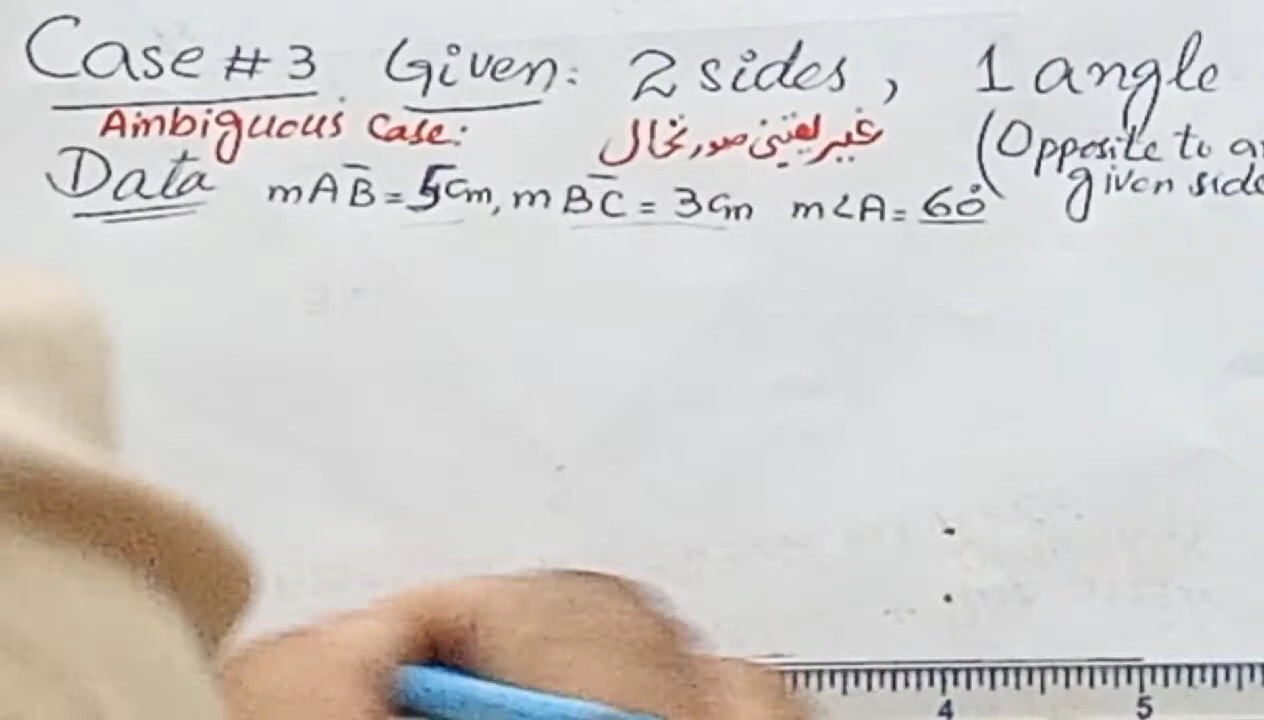 Case # 3. Given: 2 sides, 1 angle
Ambiguous Case: غیر یقینی صورتحال (Opposite to a
given side
Data mAB̅ = 5cm, mB̅C̅ = 3cm m∠A = 60°
4 5